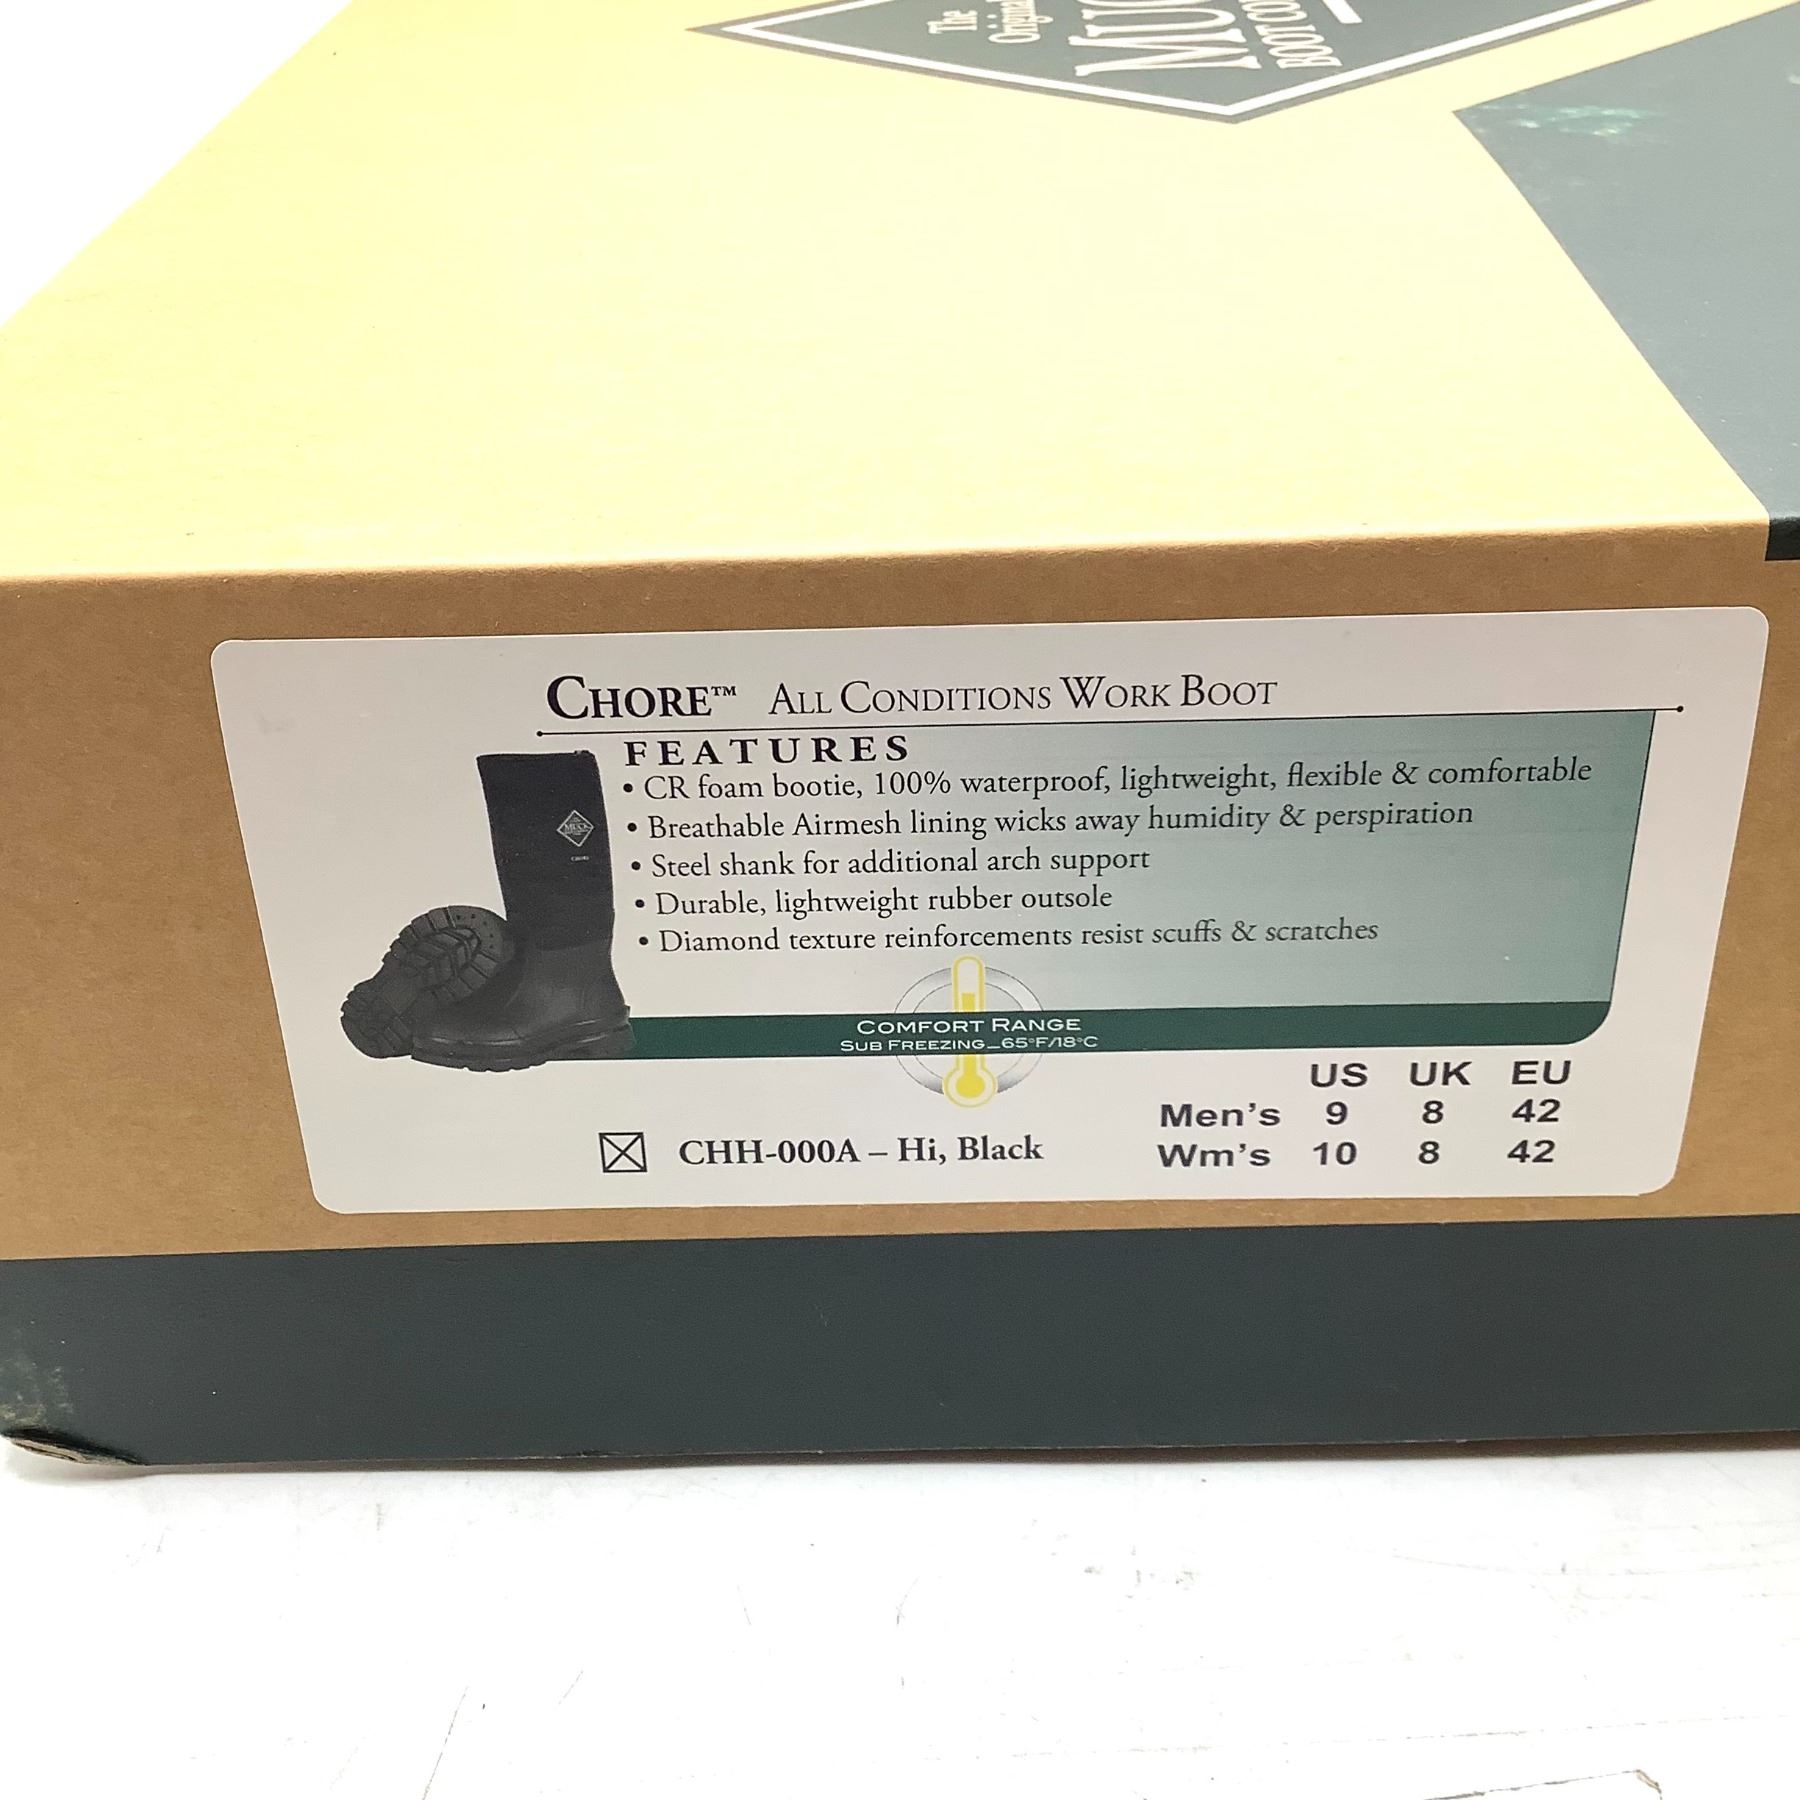 The
Original
MUC
BOOT CO
CHORE™ ALL CONDITIONS WORK BOOT
FEATURES
• CR foam bootie, 100% waterproof, lightweight, flexible & comfortable
• Breathable Airmesh lining wicks away humidity & perspiration
• Steel shank for additional arch support
• Durable, lightweight rubber outsole
• Diamond texture reinforcements resist scuffs & scratches
MUCK
CHORE
COMFORT RANGE
SUB FREEZING_65°F/18°C
US UK EU
Men's 9 8 42
Wm's 10 8 42
CHH-000A – Hi, Black